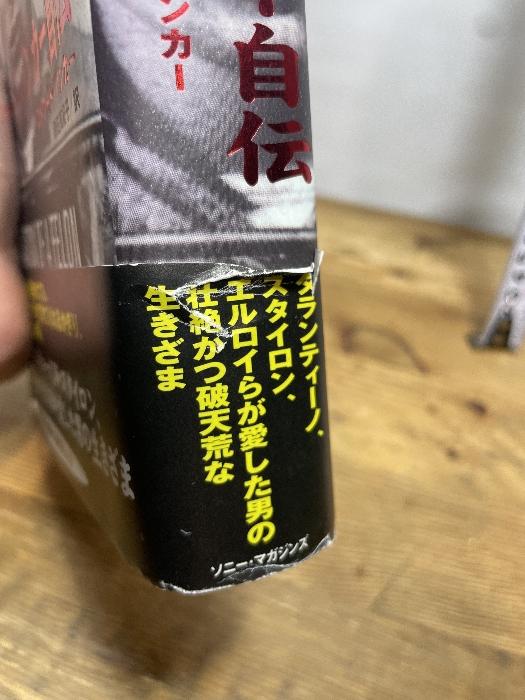 自伝
ンカー
タランティーノ、
スタイロン、
エルロイらが愛した男の
壮絶かつ破天荒な
生きざま
ソニー・マガジンズ